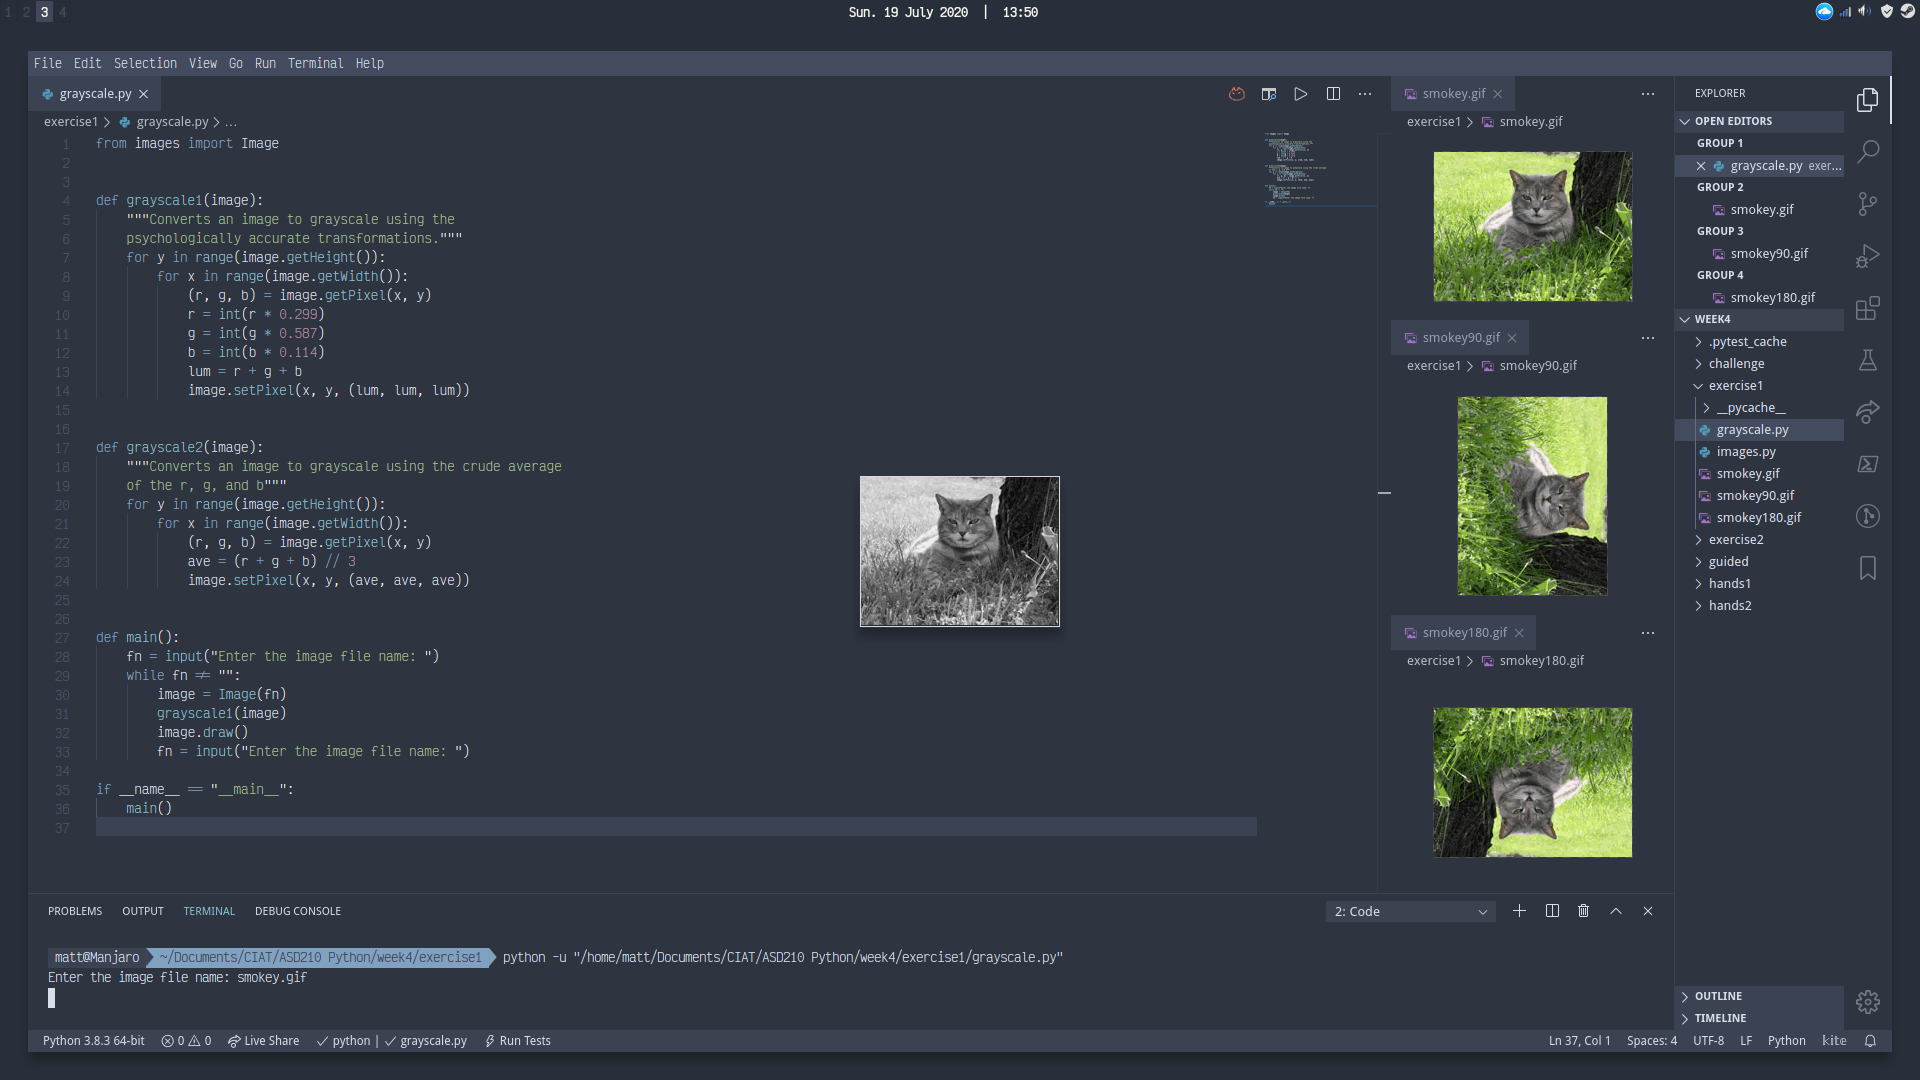 1 2 3 4
Sun. 19 July 2020 | 13:50
File Edit Selection View Go Run Terminal Help
grayscale.py
exercise1 > grayscale.py > ...
1 from images import Image
2
3
4 def grayscale1(image):
5     """Converts an image to grayscale using the
6     psychologically accurate transformations."""
7     for y in range(image.getHeight()):
8         for x in range(image.getWidth()):
9             (r, g, b) = image.getPixel(x, y)
10             r = int(r * 0.299)
11             g = int(g * 0.587)
12             b = int(b * 0.114)
13             lum = r + g + b
14             image.setPixel(x, y, (lum, lum, lum))
15
16
17 def grayscale2(image):
18     """Converts an image to grayscale using the crude average
19     of the r, g, and b"""
20     for y in range(image.getHeight()):
21         for x in range(image.getWidth()):
22             (r, g, b) = image.getPixel(x, y)
23             ave = (r + g + b) // 3
24             image.setPixel(x, y, (ave, ave, ave))
25
26
27 def main():
28     fn = input("Enter the image file name: ")
29     while fn ≠ "":
30         image = Image(fn)
31         grayscale1(image)
32         image.draw()
33         fn = input("Enter the image file name: ")
34
35 if __name__ == "__main__":
36     main()
37
smokey.gif
exercise1 > smokey.gif
smokey90.gif
exercise1 > smokey90.gif
smokey180.gif
exercise1 > smokey180.gif
EXPLORER
OPEN EDITORS
GROUP 1
grayscale.py exer...
GROUP 2
smokey.gif
GROUP 3
smokey90.gif
GROUP 4
smokey180.gif
WEEK4
.pytest_cache
challenge
exercise1
__pycache__
grayscale.py
images.py
smokey.gif
smokey90.gif
smokey180.gif
exercise2
guided
hands1
hands2
OUTLINE
TIMELINE
PROBLEMS OUTPUT TERMINAL DEBUG CONSOLE
2: Code
matt@Manjaro ~/Documents/CIAT/ASD210 Python/week4/exercise1 python -u "/home/matt/Documents/CIAT/ASD210 Python/week4/exercise1/grayscale.py"
Enter the image file name: smokey.gif
Python 3.8.3 64-bit 0 0 Live Share python | grayscale.py Run Tests
Ln 37, Col 1 Spaces: 4 UTF-8 LF Python kite